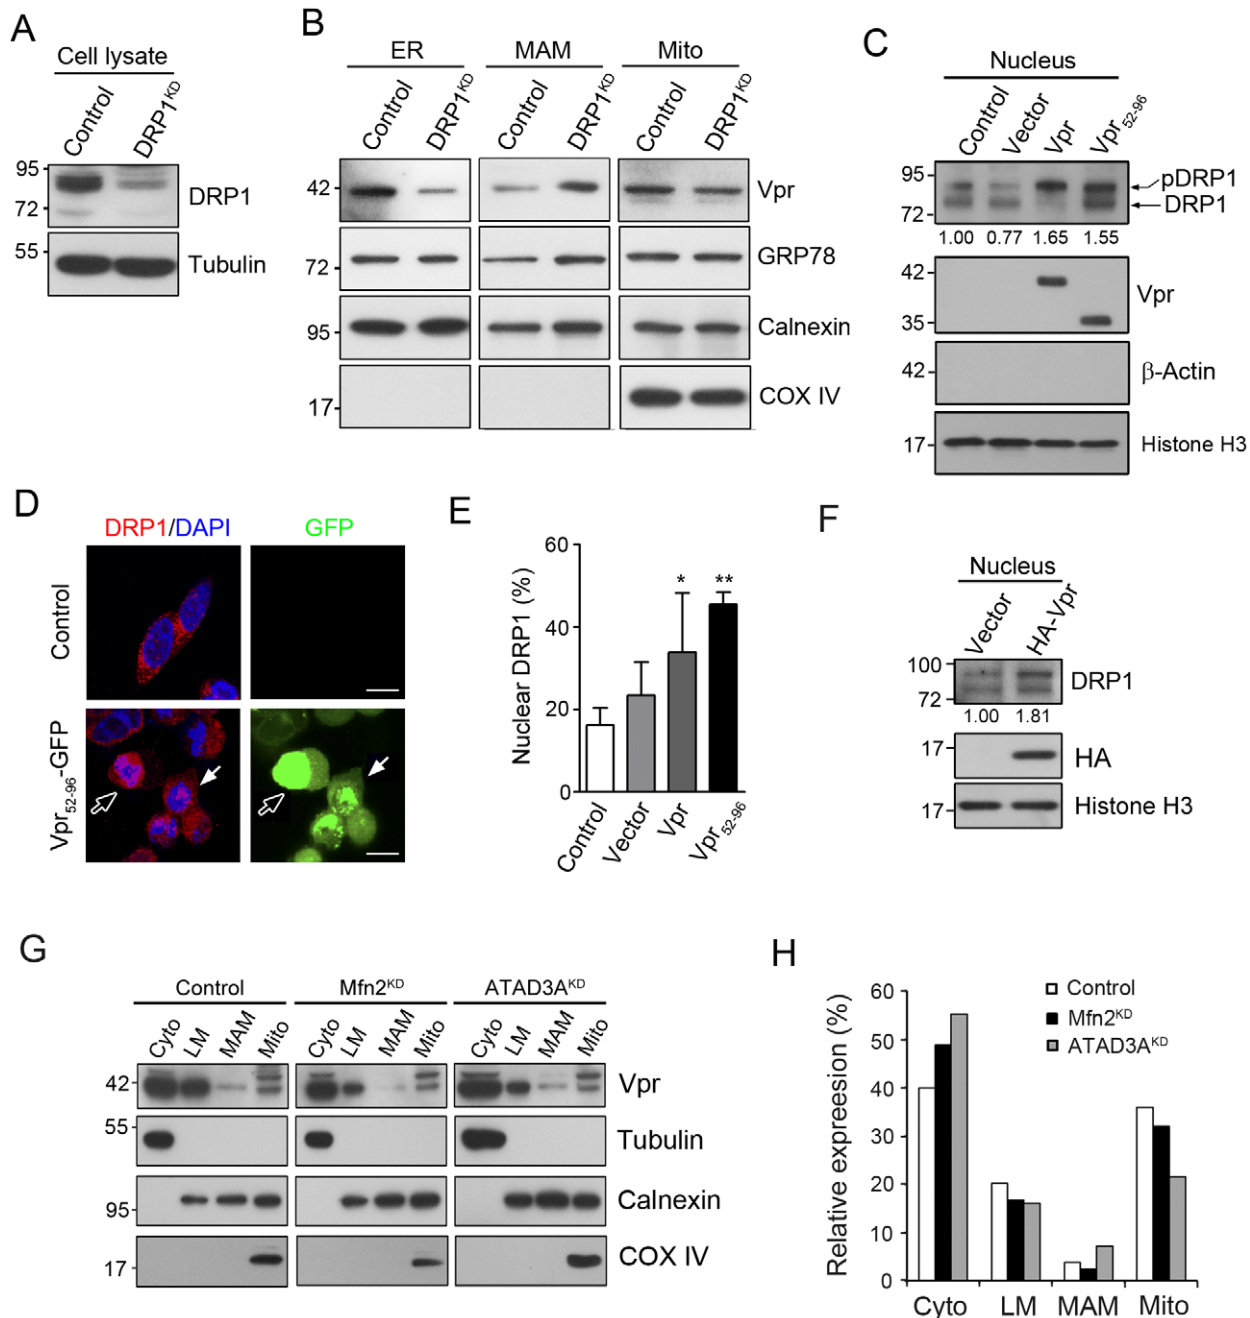 A
Cell lysate
Control
DRP1KD
95
72
DRP1
55
Tubulin
B
ER
MAM
Mito
Control
DRP1KD
Control
DRP1KD
Control
DRP1KD
42
Vpr
72
GRP78
95
Calnexin
17
COX IV
C
Nucleus
Control
Vector
Vpr
Vpr52-96
95
pDRP1
72
DRP1
1.00 0.77 1.65 1.55
42
35
Vpr
42
β-Actin
17
Histone H3
D
DRP1/DAPI
GFP
Control
Vpr52-96-GFP
E
Nuclear DRP1 (%)
60
40
20
0
*
**
Control
Vector
Vpr
Vpr52-96
F
Nucleus
Vector
HA-Vpr
100
72
DRP1
1.00 1.81
17
HA
17
Histone H3
G
Control
Mfn2KD
ATAD3AKD
Cyto LM MAM Mito
Cyto LM MAM Mito
Cyto LM MAM Mito
42
Vpr
55
Tubulin
95
Calnexin
17
COX IV
H
Relative expreesion (%)
60
50
40
30
20
10
0
Control
Mfn2KD
ATAD3AKD
Cyto LM MAM Mito